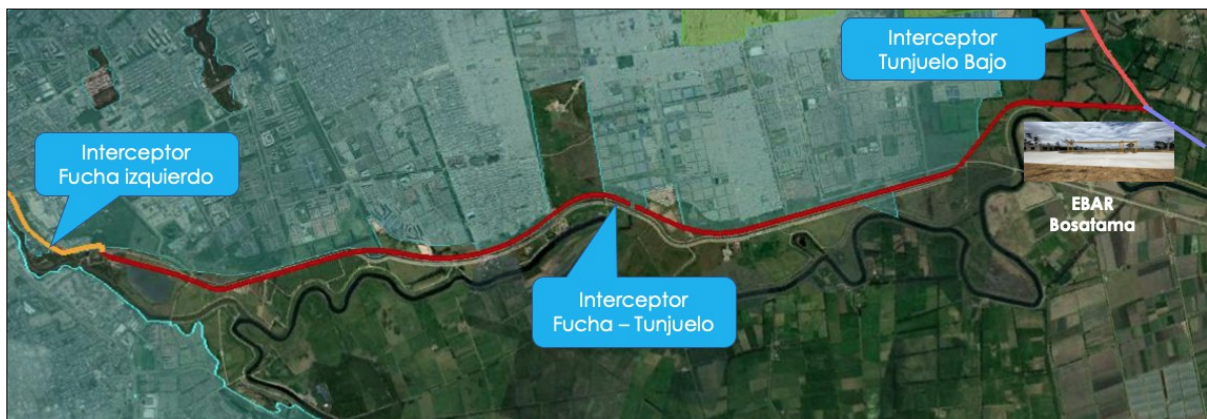 Interceptor
Tunjuelo Bajo
Interceptor
Fucha izquierdo
EBAR
Bosatama
Interceptor
Fucha – Tunjuelo